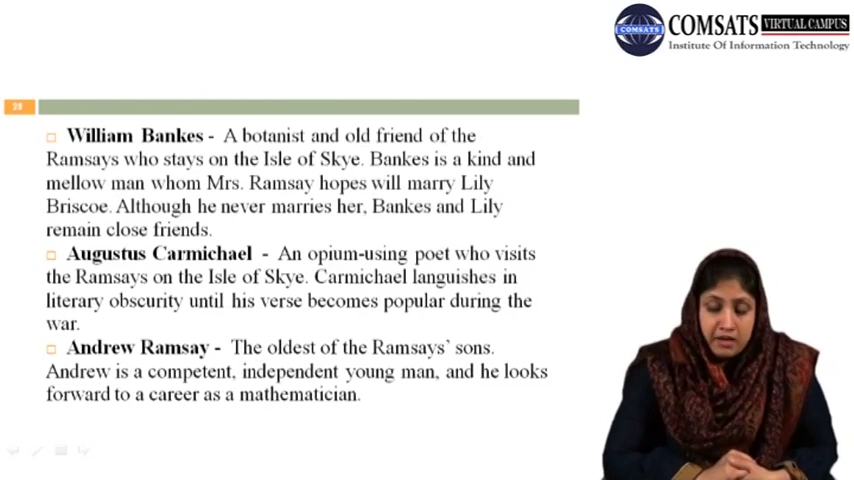 COMSATS VIRTUAL CAMPUS
COMSATS
Institute Of Information Technology
28
William Bankes - A botanist and old friend of the
Ramsays who stays on the Isle of Skye. Bankes is a kind and
mellow man whom Mrs. Ramsay hopes will marry Lily
Briscoe. Although he never marries her, Bankes and Lily
remain close friends.
Augustus Carmichael - An opium-using poet who visits
the Ramsays on the Isle of Skye. Carmichael languishes in
literary obscurity until his verse becomes popular during the
war.
Andrew Ramsay - The oldest of the Ramsays' sons.
Andrew is a competent, independent young man, and he looks
forward to a career as a mathematician.